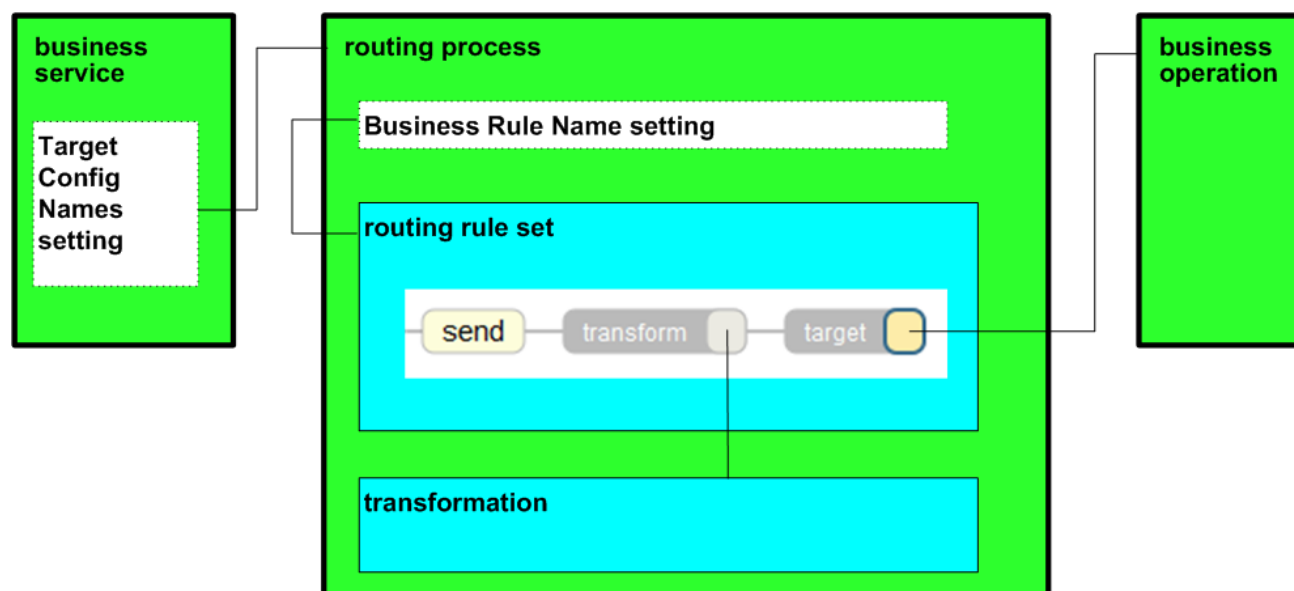 business
service
Target
Config
Names
setting
routing process
Business Rule Name setting
routing rule set
send
transform
target
transformation
business
operation